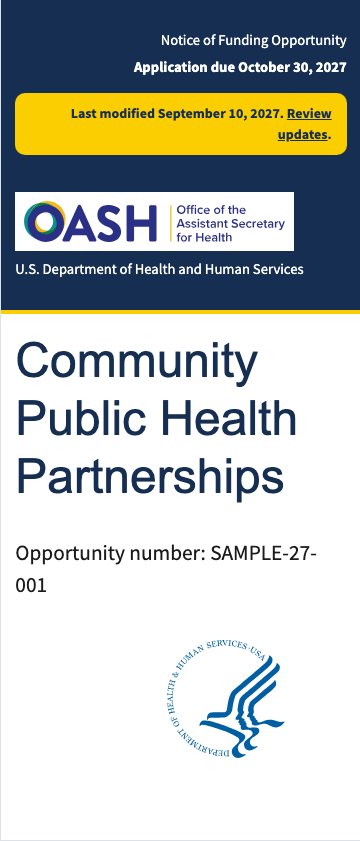 Notice of Funding Opportunity
Application due October 30, 2027
Last modified September 10, 2027. Review
updates.
OASH
Office of the
Assistant Secretary
for Health
U.S. Department of Health and Human Services
Community
Public Health
Partnerships
Opportunity number: SAMPLE-27-
001
DEPARTMENT OF HEALTH & HUMAN SERVICES · USA